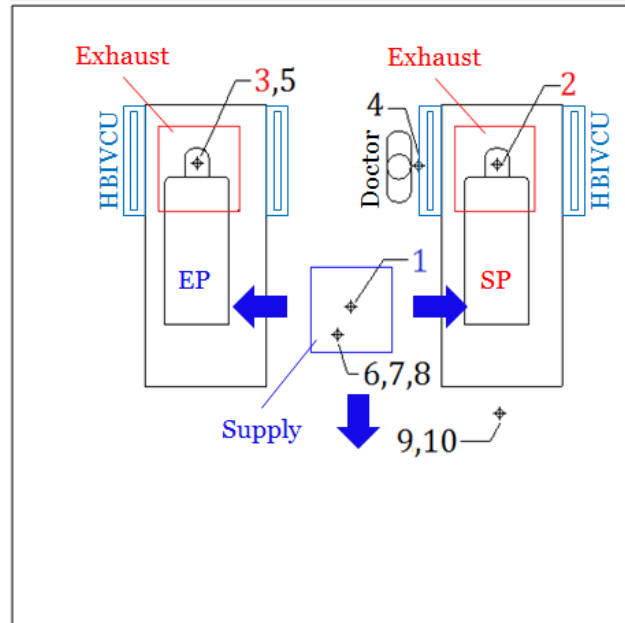 Exhaust
Exhaust
3,5
2
4
HBIVCU
Doctor
HBIVCU
1
EP
SP
6,7,8
Supply
9,10